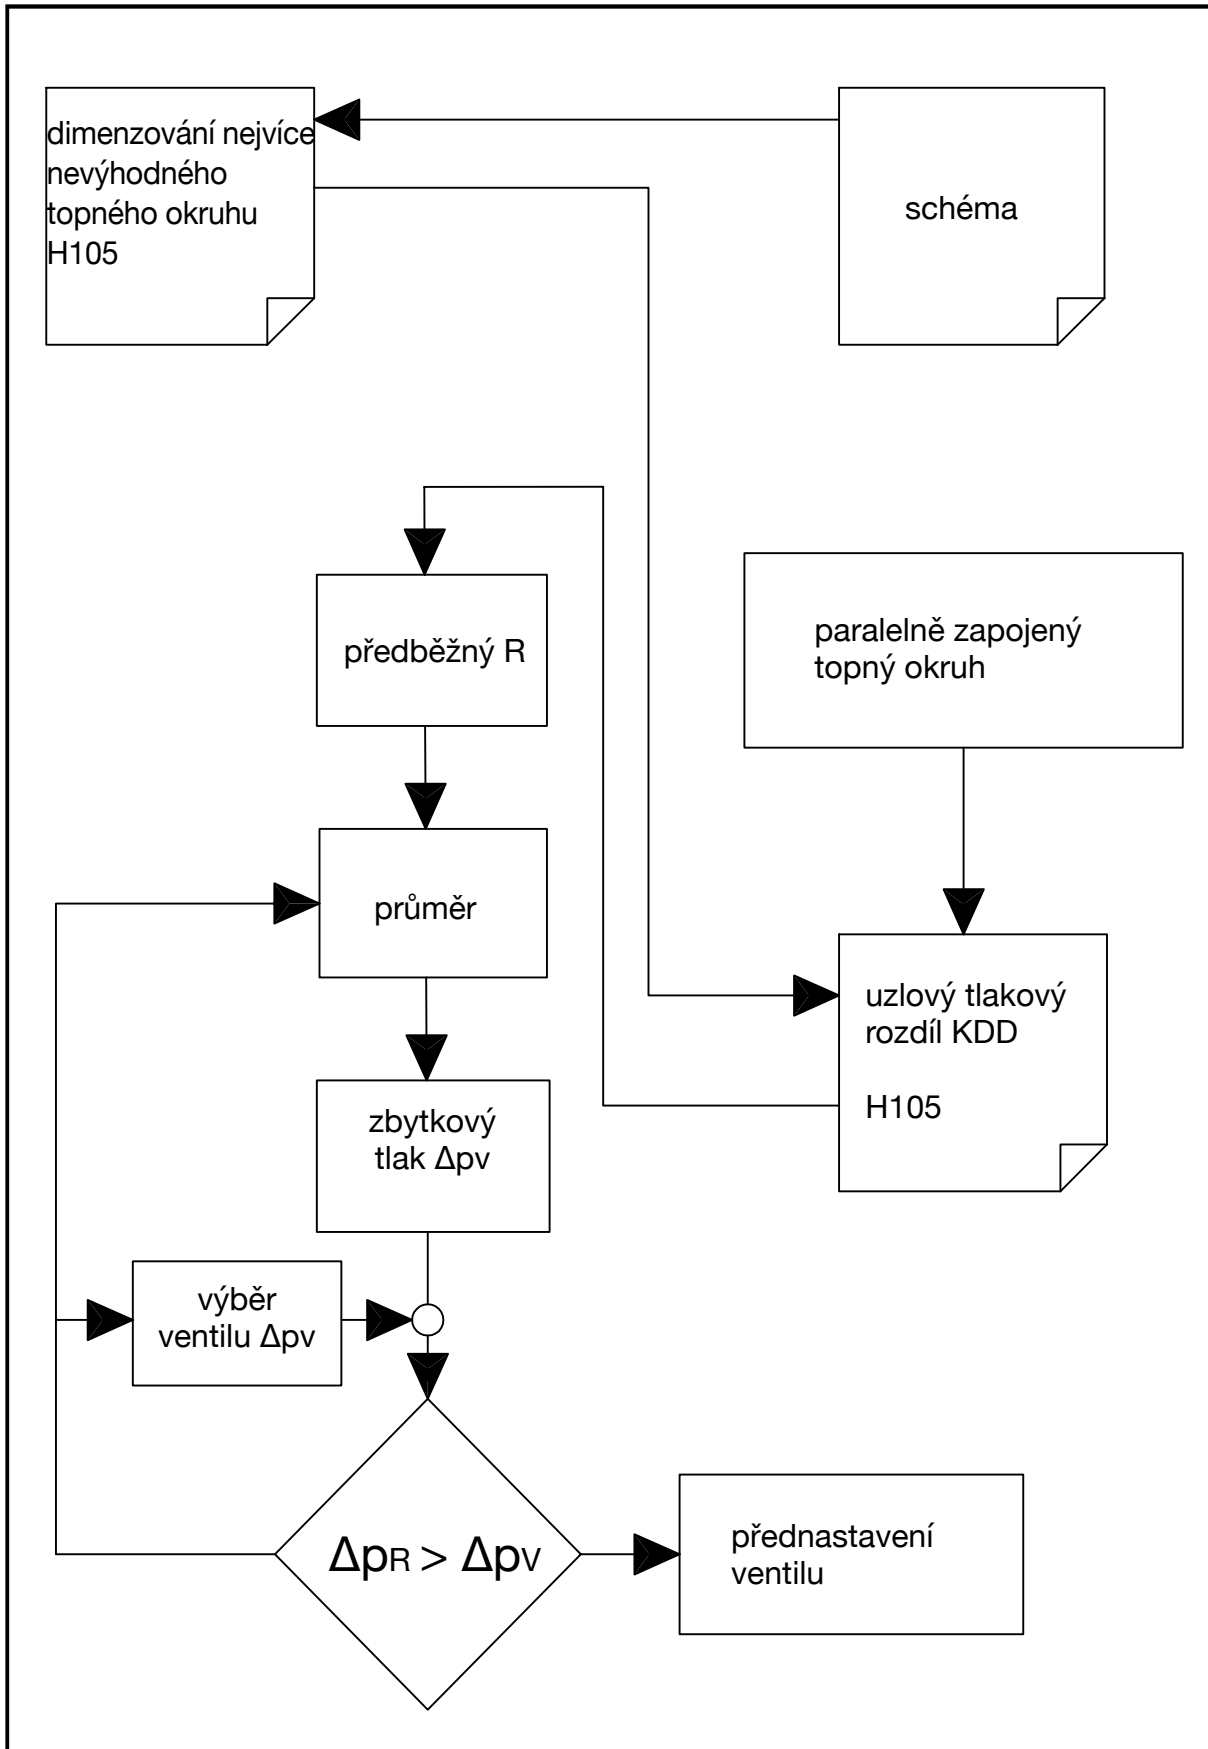 dimenzování nejvíce
nevýhodného
topného okruhu
H105
schéma
předběžný R
paralelně zapojený
topný okruh
průměr
uzlový tlakový
rozdíl KDD
H105
zbytkový
tlak Δpv
výběr
ventilu Δpv
ΔpR > ΔpV
přednastavení
ventilu